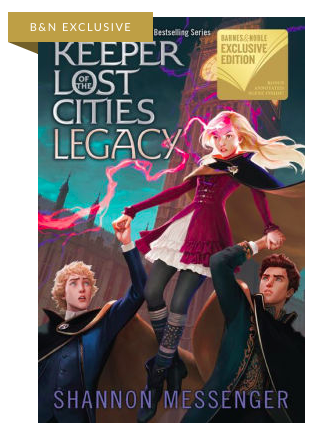 B&N EXCLUSIVE
Bestselling Series
BARNES & NOBLE
EXCLUSIVE
EDITION
KEEPER
OF THE
LOST
CITIES
LEGACY
SHANNON MESSENGER